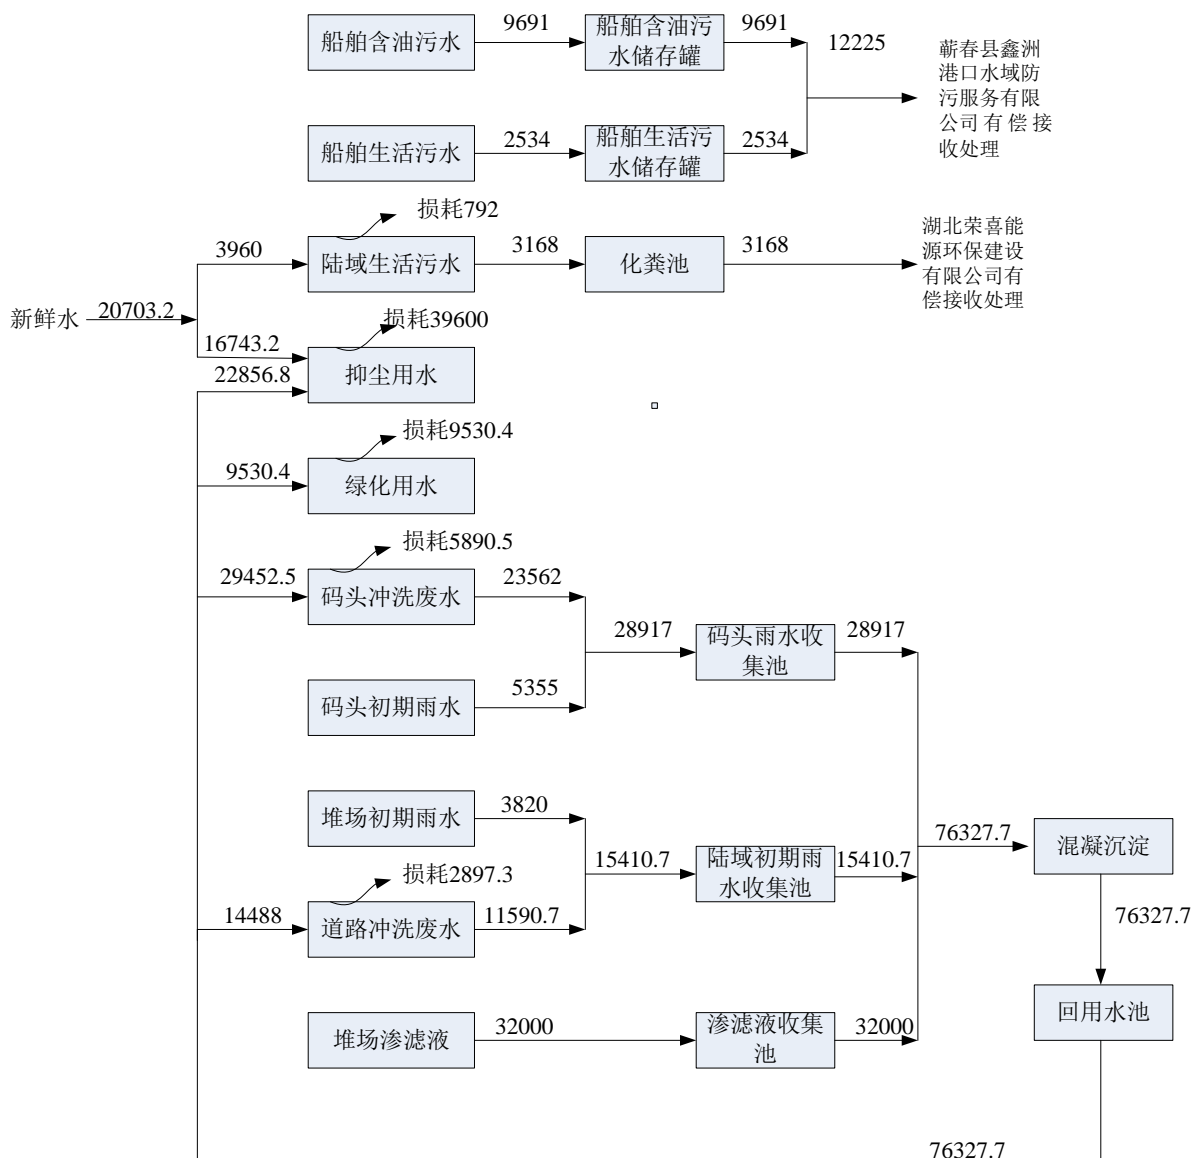 船舶含油污水
9691
船舶含油污
水储存罐
9691
12225
蕲春县鑫洲
港口水域防
污服务有限
公司有偿接
收处理
船舶生活污水
2534
船舶生活污
水储存罐
2534
损耗792
3960
陆域生活污水
3168
化粪池
3168
湖北荣喜能
源环保建设
有限公司有
偿接收处理
新鲜水
20703.2
损耗39600
16743.2
22856.8
抑尘用水
损耗9530.4
9530.4
绿化用水
损耗5890.5
29452.5
码头冲洗废水
23562
28917
码头雨水收
集池
28917
码头初期雨水
5355
堆场初期雨水
3820
15410.7
陆域初期雨
水收集池
15410.7
76327.7
混凝沉淀
损耗2897.3
14488
道路冲洗废水
11590.7
76327.7
回用水池
堆场渗滤液
32000
渗滤液收集
池
32000
76327.7